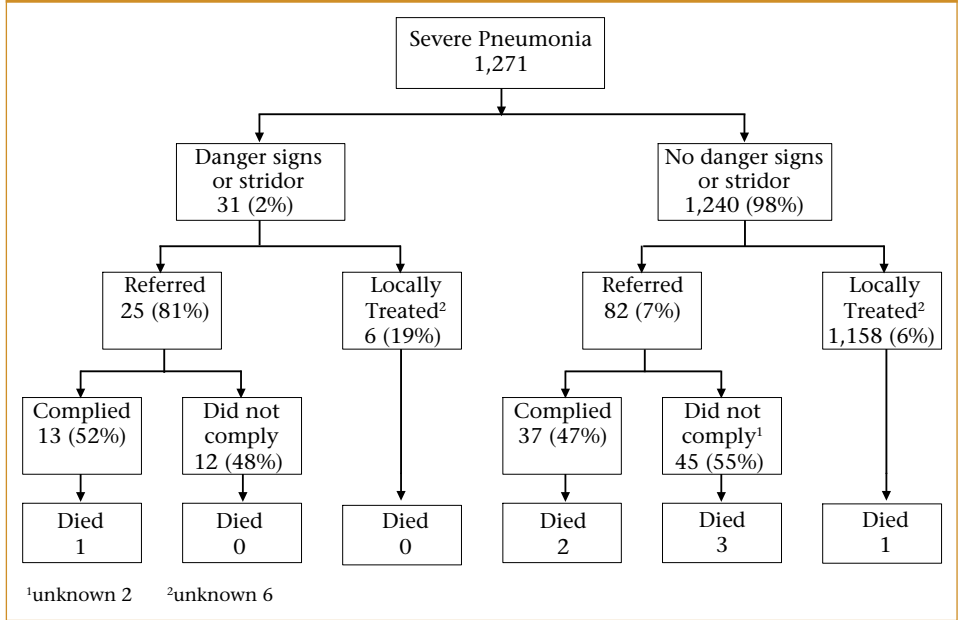 Severe Pneumonia
1,271
Danger signs
or stridor
31 (2%)
No danger signs
or stridor
1,240 (98%)
Referred
25 (81%)
Locally
Treated²
6 (19%)
Referred
82 (7%)
Locally
Treated²
1,158 (6%)
Complied
13 (52%)
Did not
comply
12 (48%)
Complied
37 (47%)
Did not
comply¹
45 (55%)
Died
1
Died
0
Died
0
Died
2
Died
3
Died
1
¹unknown 2 ²unknown 6